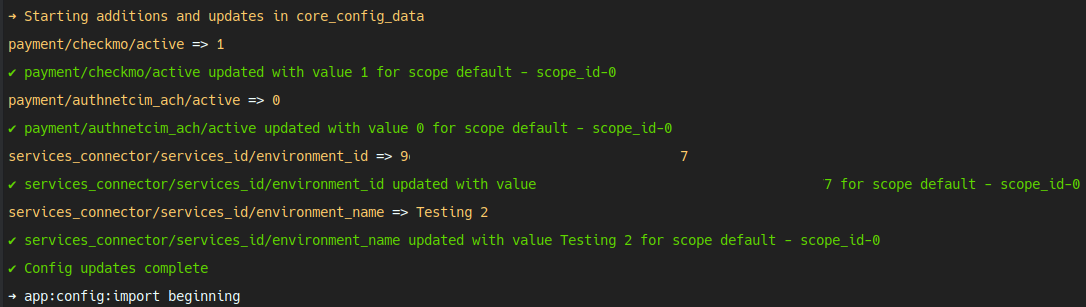 ➜ Starting additions and updates in core_config_data
payment/checkmo/active => 1
✔ payment/checkmo/active updated with value 1 for scope default - scope_id-0
payment/authnetcim_ach/active => 0
✔ payment/authnetcim_ach/active updated with value 0 for scope default - scope_id-0
services_connector/services_id/environment_id => 7
✔ services_connector/services_id/environment_id updated with value 7 for scope default - scope_id-0
services_connector/services_id/environment_name => Testing 2
✔ services_connector/services_id/environment_name updated with value Testing 2 for scope default - scope_id-0
✔ Config updates complete
➜ app:config:import beginning